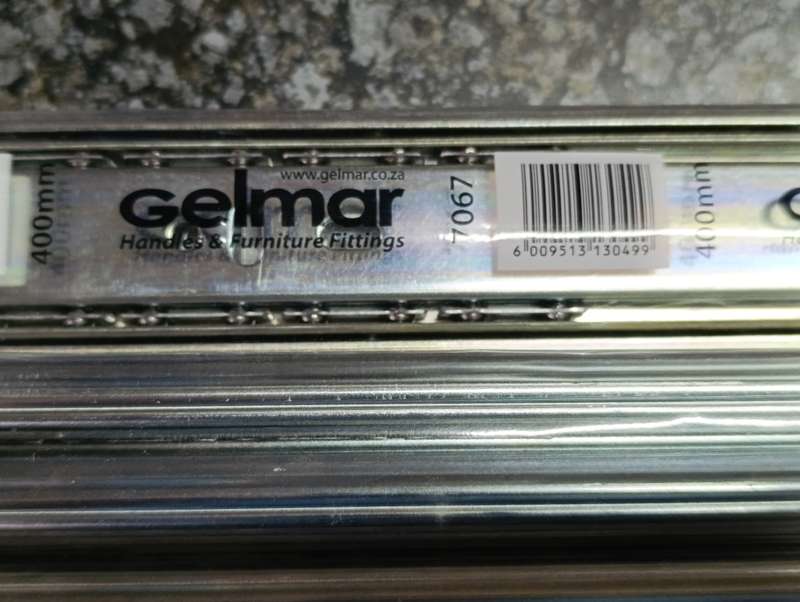 400mm
www.gelmar.co.za
Gelmar
Handles & Furniture Fittings
7067
6 009513 130499
400mm